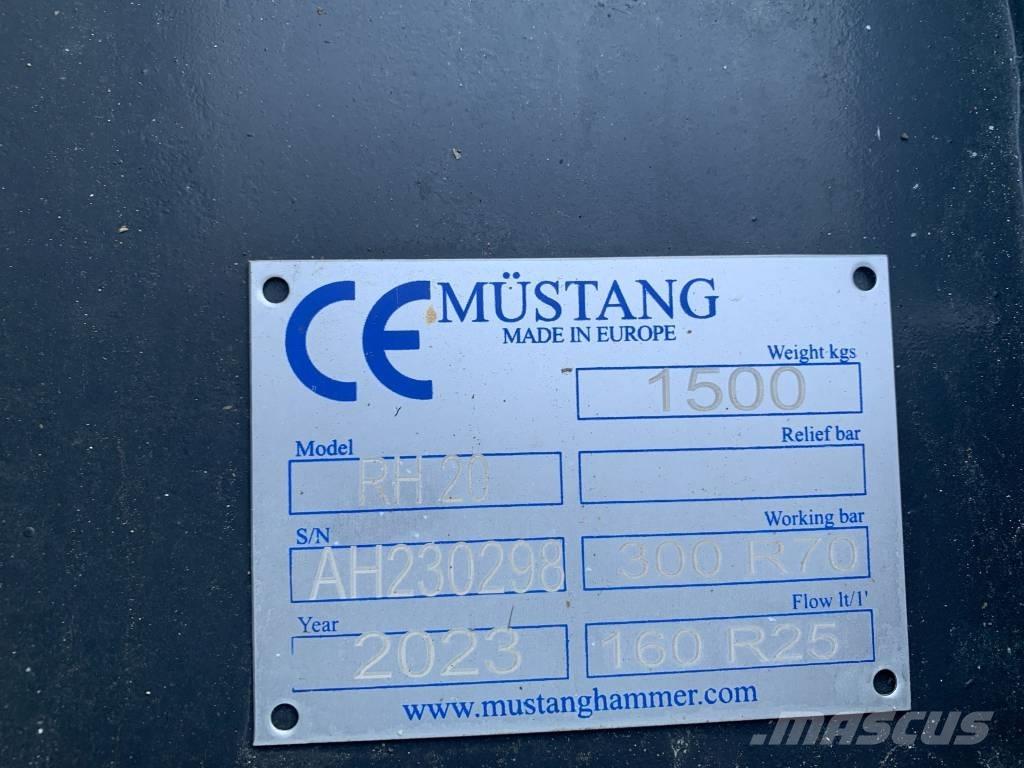 CE MÜSTANG
MADE IN EUROPE
Weight kgs
1500
Model
RH 20
Relief bar
S/N
AH230298
Working bar
300 R70
Year
2023
Flow lt/1'
160 R25
www.mustanghammer.com
MASCUS